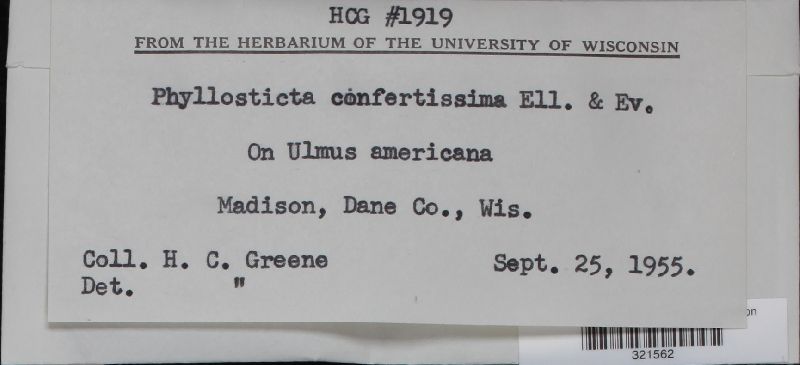 HCG #1919
FROM THE HERBARIUM OF THE UNIVERSITY OF WISCONSIN
Phyllosticta confertissima Ell. & Ev.
On Ulmus americana
Madison, Dane Co., Wis.
Coll. H. C. Greene Sept. 25, 1955.
Det. "
321562